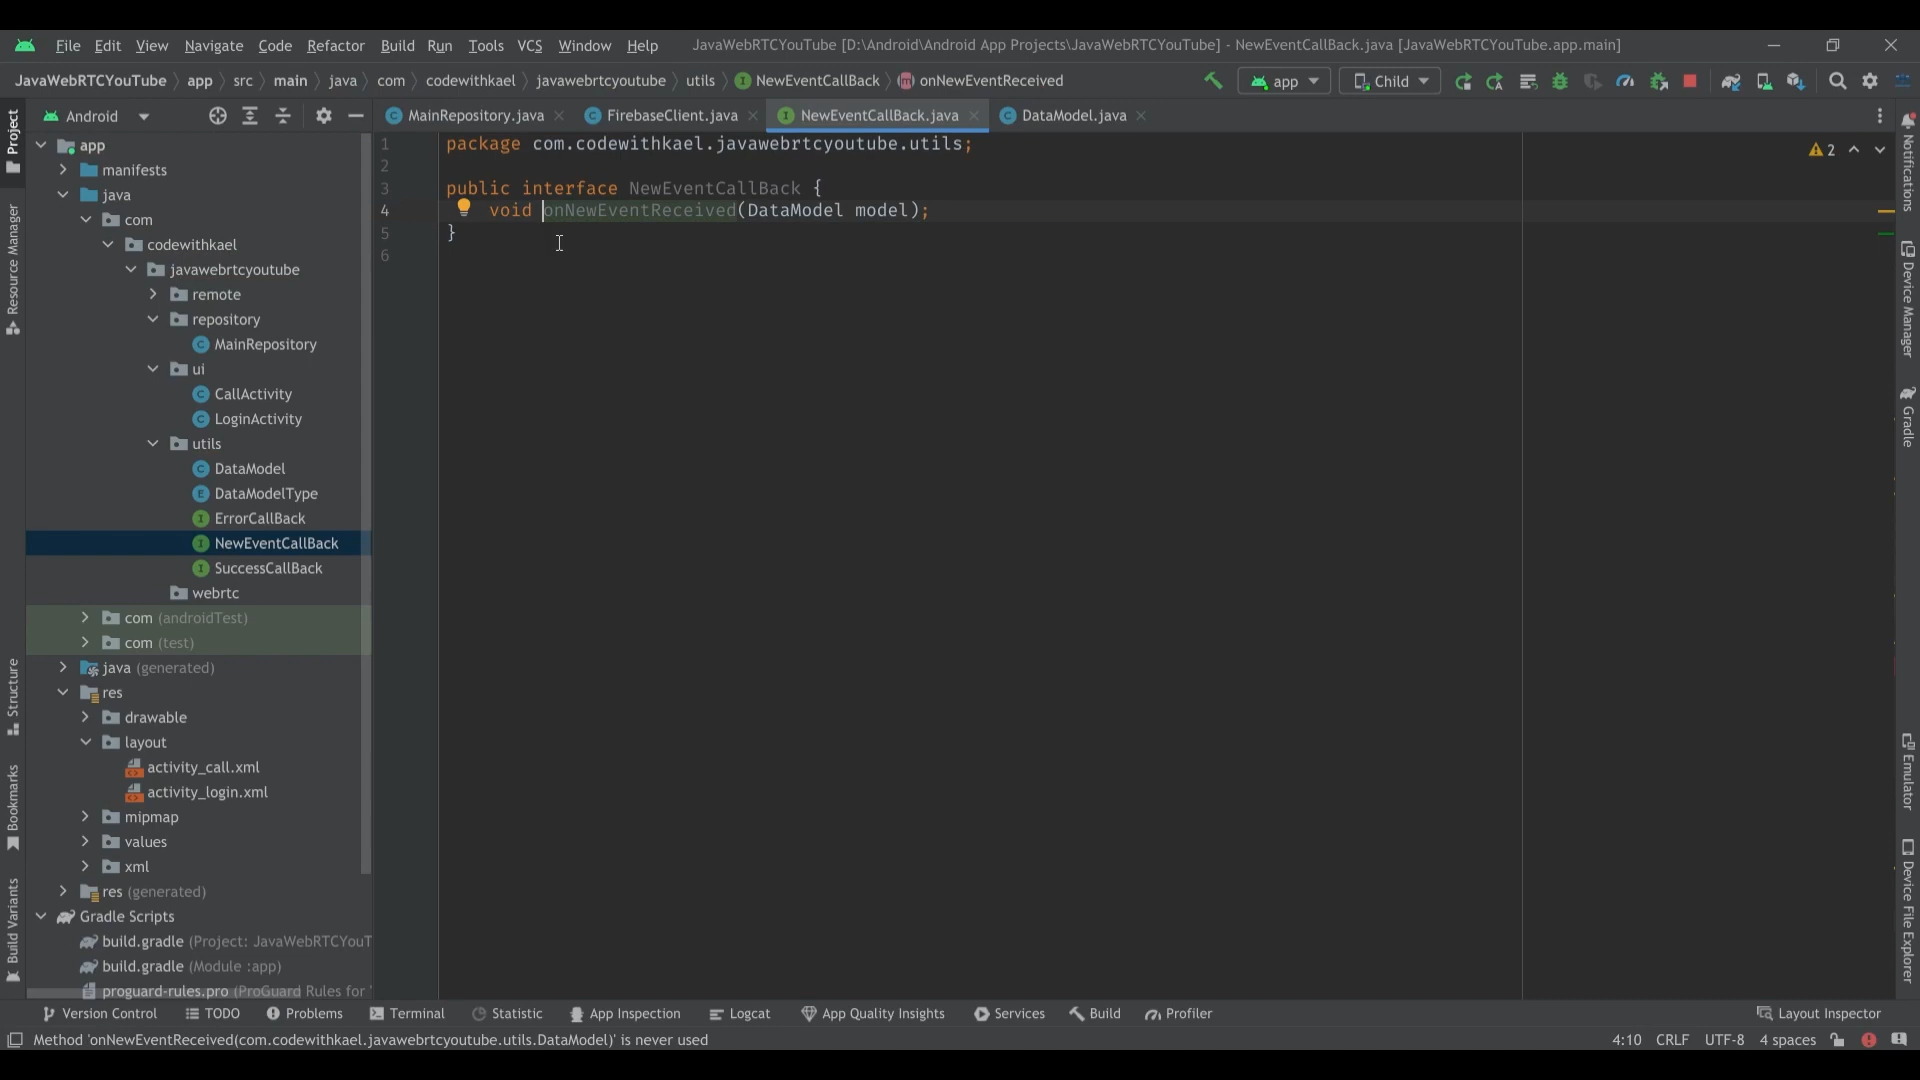 File Edit View Navigate Code Refactor Build Run Tools VCS Window Help JavaWebRTCYouTube [D:\Android\Android App Projects\JavaWebRTCYouTube] - NewEventCallBack.java [JavaWebRTCYouTube.app.main]
JavaWebRTCYouTube app src main java com codewithkael javawebrtcyoutube utils NewEventCallBack onNewEventReceived app Child
Android MainRepository.java FirebaseClient.java NewEventCallBack.java DataModel.java
Project
Resource Manager
Structure
Bookmarks
Build Variants
app
manifests
java
com
codewithkael
javawebrtcyoutube
remote
repository
MainRepository
ui
CallActivity
LoginActivity
utils
DataModel
DataModelType
ErrorCallBack
NewEventCallBack
SuccessCallBack
webrtc
com (androidTest)
com (test)
java (generated)
res
drawable
layout
activity_call.xml
activity_login.xml
mipmap
values
xml
res (generated)
Gradle Scripts
build.gradle (Project: JavaWebRTCYouT
build.gradle (Module :app)
proguard-rules.pro (ProGuard Rules for "
1 package com.codewithkael.javawebrtcyoutube.utils;
2
3 public interface NewEventCallBack {
4 void onNewEventReceived(DataModel model);
5 }
6
2
Notifications
Device Manager
Gradle
Emulator
Device File Explorer
Version Control TODO Problems Terminal Statistic App Inspection Logcat App Quality Insights Services Build Profiler Layout Inspector
Method 'onNewEventReceived(com.codewithkael.javawebrtcyoutube.utils.DataModel)' is never used 4:10 CRLF UTF-8 4 spaces